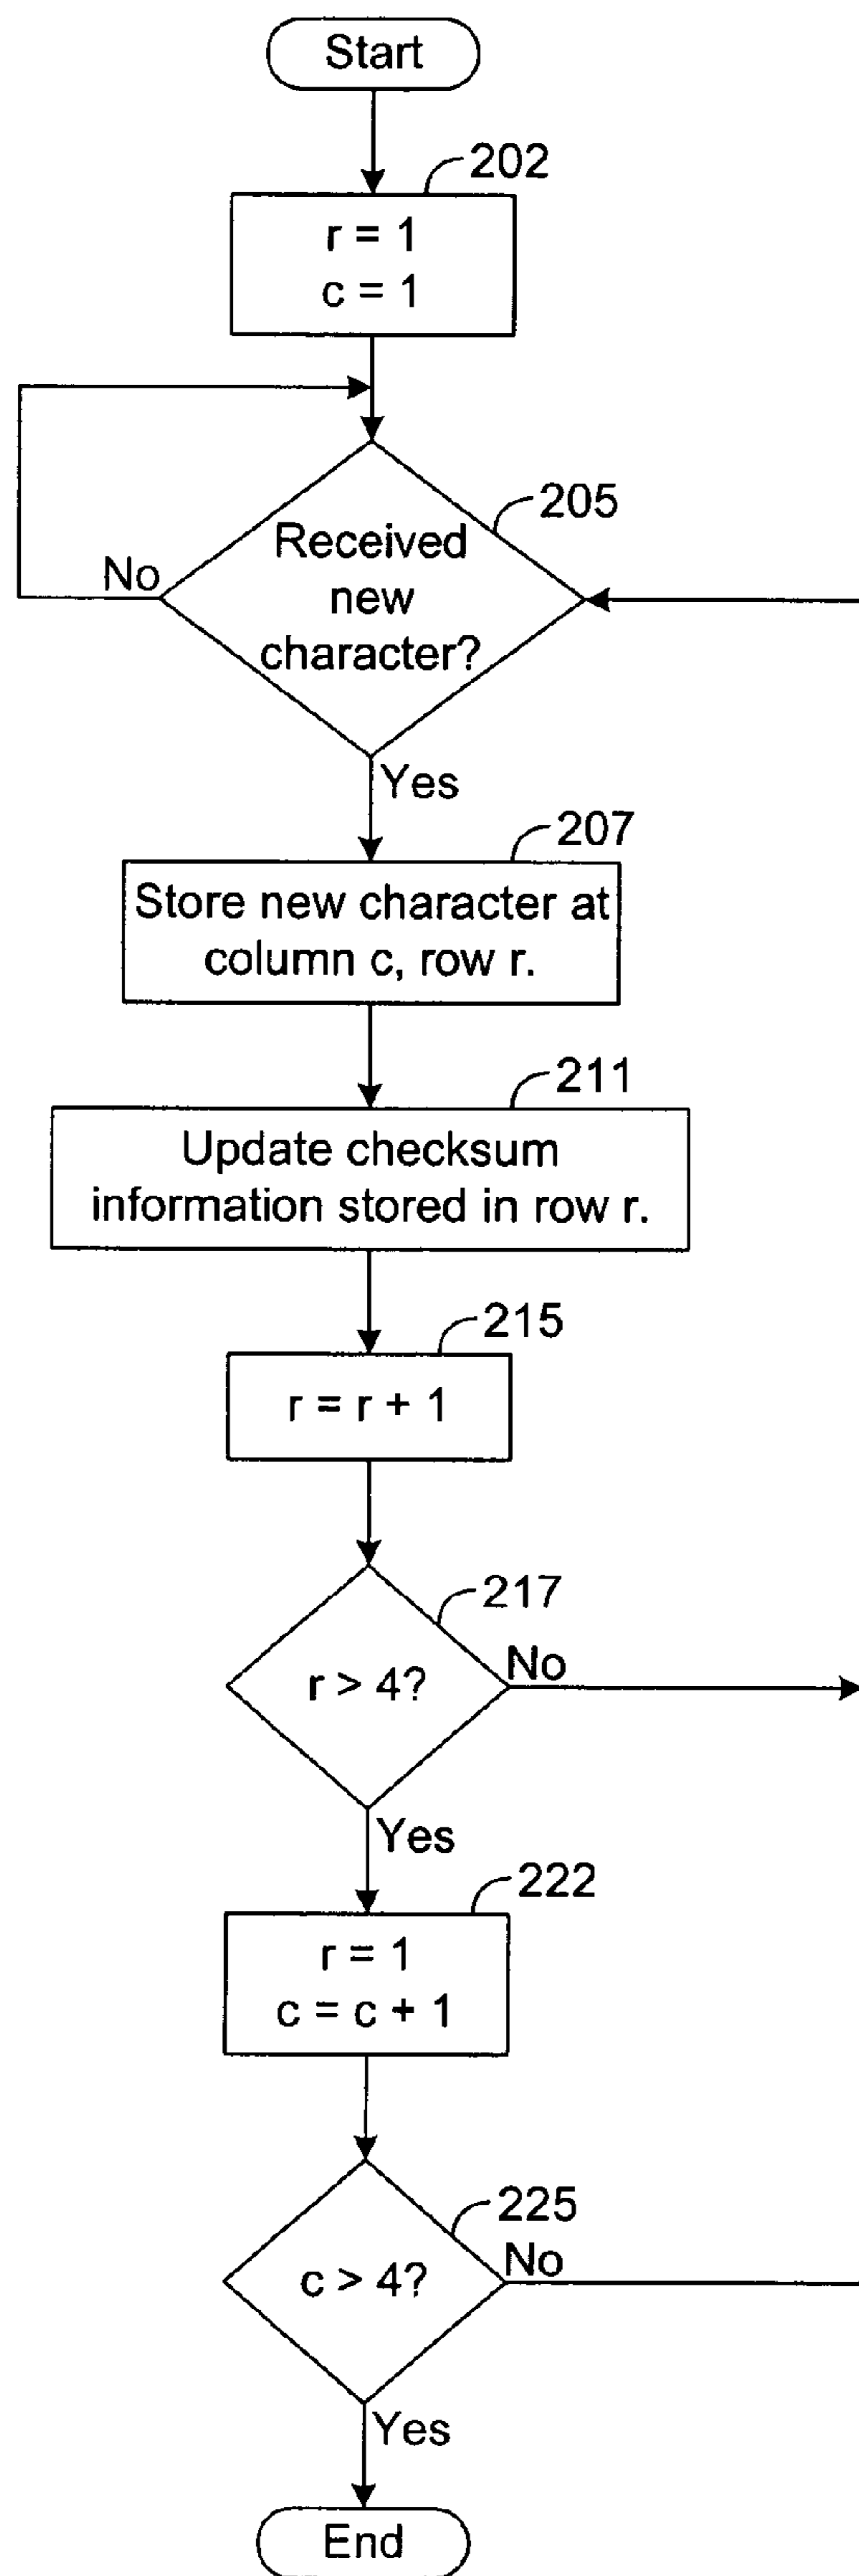 Start
202
r = 1
c = 1
205
Received
new
character?
No
Yes
207
Store new character at
column c, row r.
211
Update checksum
information stored in row r.
215
r = r + 1
217
r > 4?
No
Yes
222
r = 1
c = c + 1
225
c > 4?
No
Yes
End